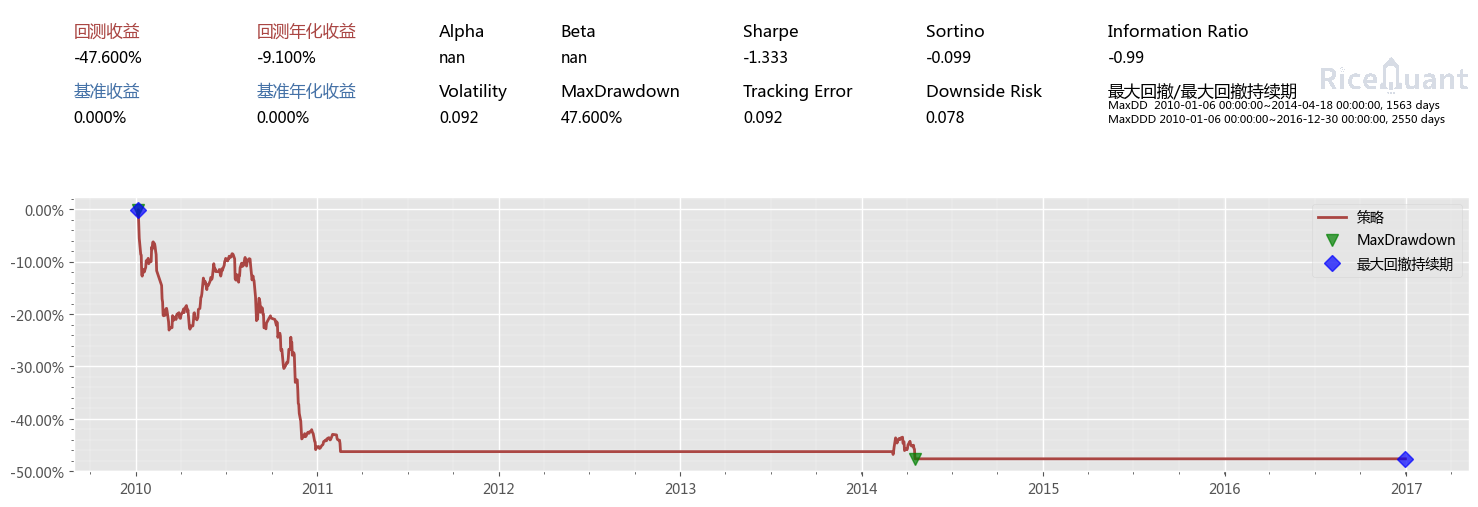 回测收益 回测年化收益 Alpha Beta Sharpe Sortino Information Ratio
-47.600% -9.100% nan nan -1.333 -0.099 -0.99
RiceQuant
基准收益 基准年化收益 Volatility MaxDrawdown Tracking Error Downside Risk 最大回撤/最大回撤持续期
0.000% 0.000% 0.092 47.600% 0.092 0.078
MaxDD 2010-01-06 00:00:00~2014-04-18 00:00:00, 1563 days
MaxDDD 2010-01-06 00:00:00~2016-12-30 00:00:00, 2550 days
0.00%
-10.00%
-20.00%
-30.00%
-40.00%
-50.00%
策略
MaxDrawdown
最大回撤持续期
2010 2011 2012 2013 2014 2015 2016 2017